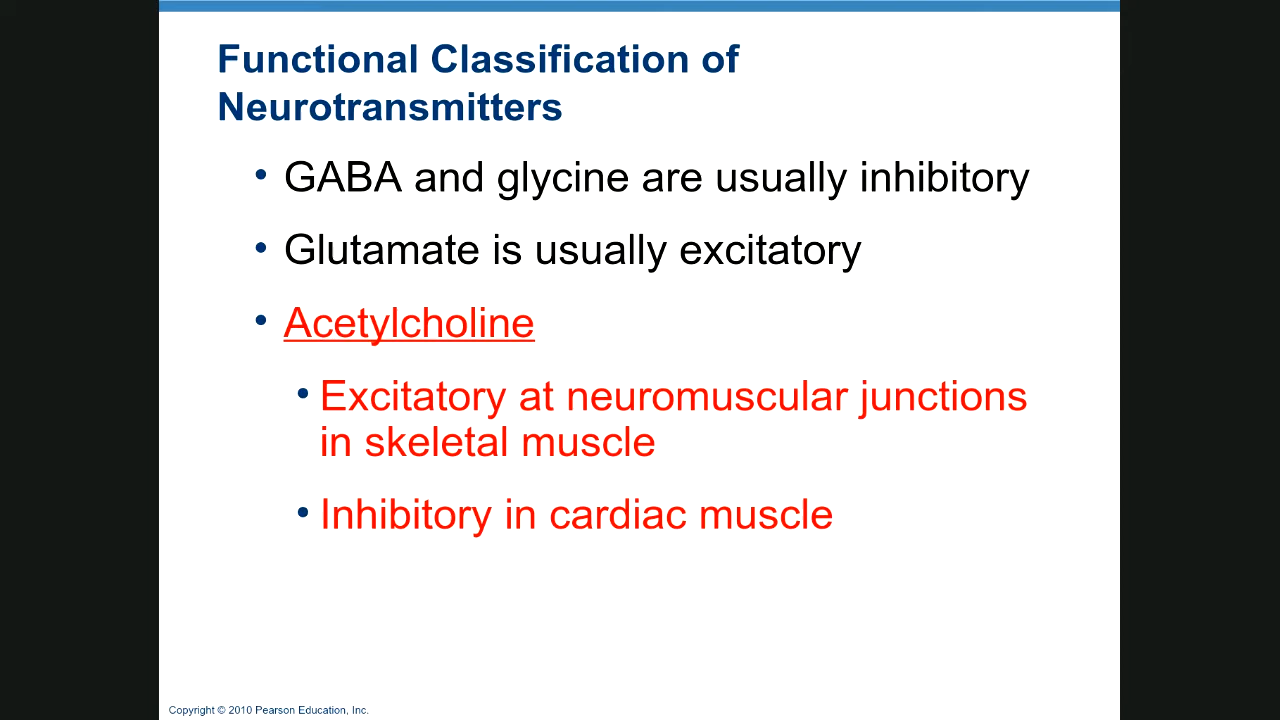 Functional Classification of
Neurotransmitters
• GABA and glycine are usually inhibitory
• Glutamate is usually excitatory
• Acetylcholine
• Excitatory at neuromuscular junctions
in skeletal muscle
• Inhibitory in cardiac muscle
Copyright © 2010 Pearson Education, Inc.